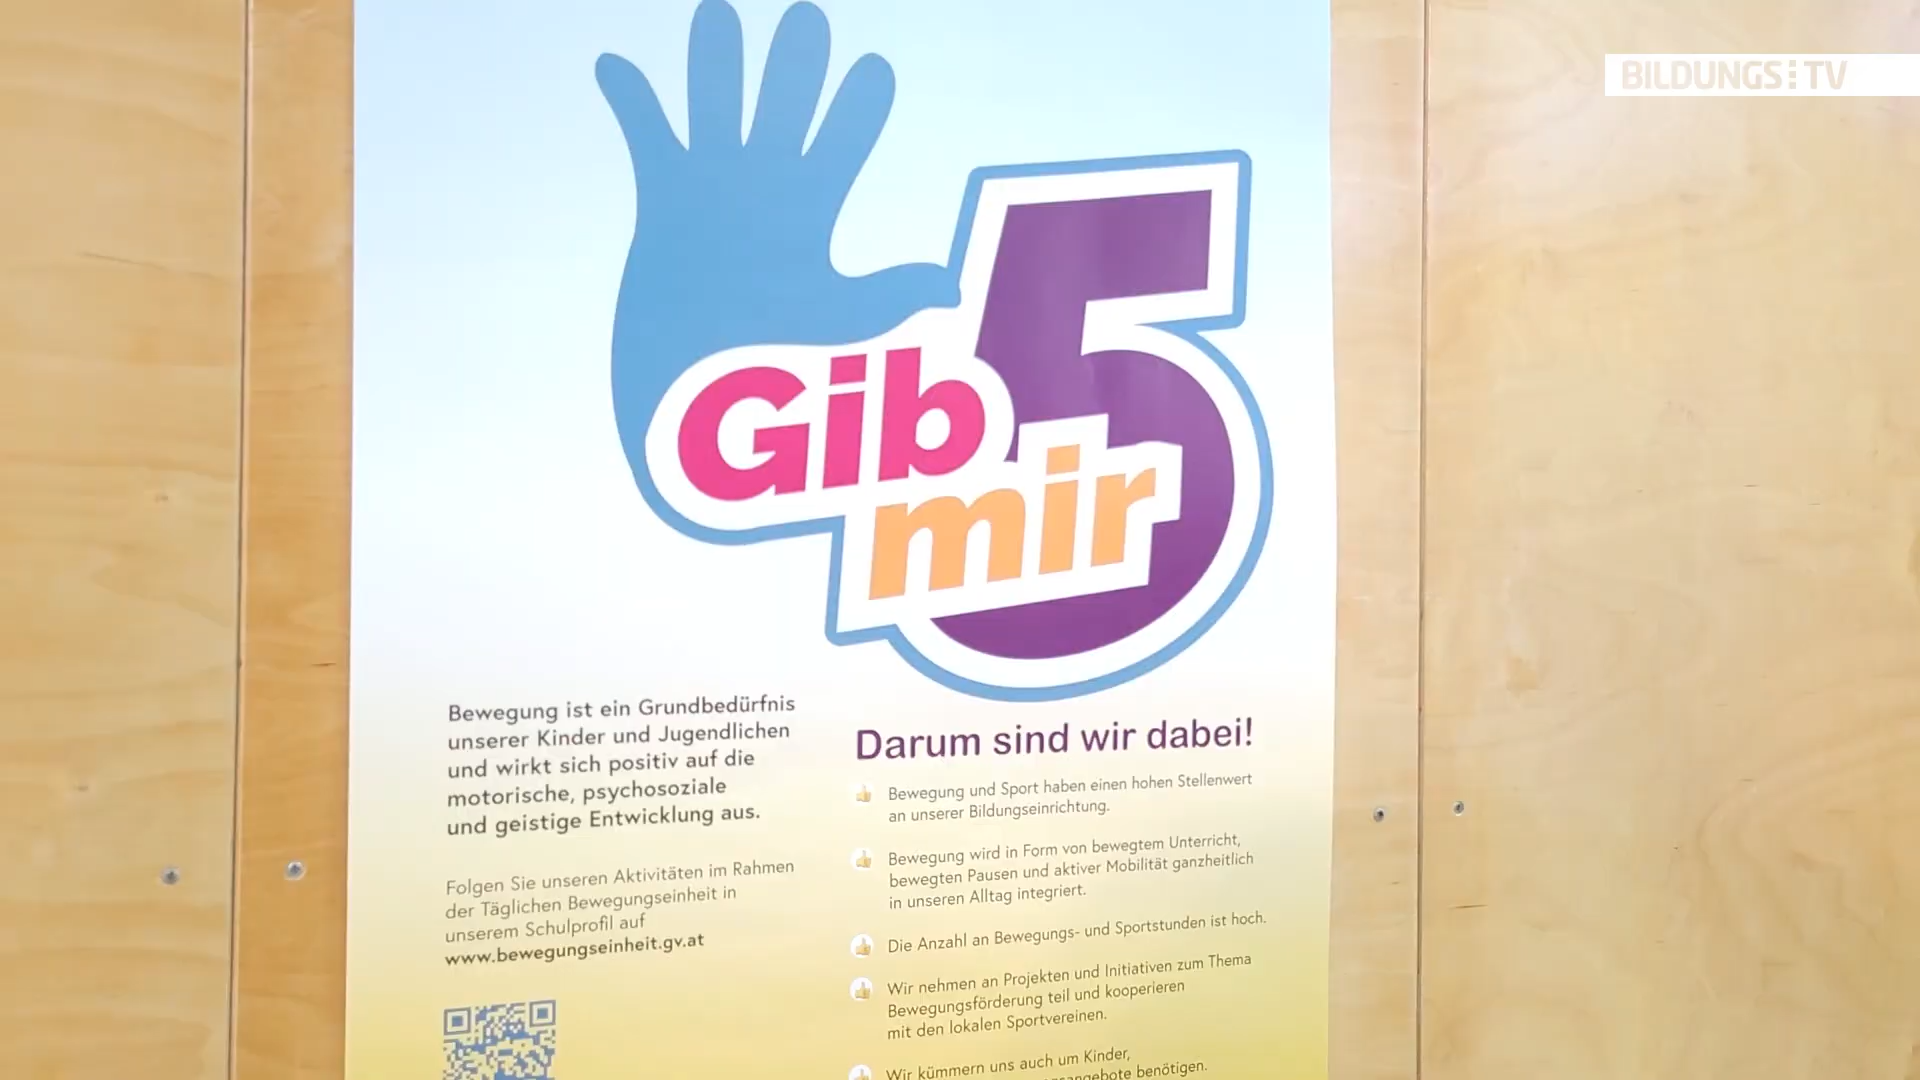 BILDUNGS:TV
Gib
mir
5
Bewegung ist ein Grundbedürfnis
unserer Kinder und Jugendlichen
und wirkt sich positiv auf die
motorische, psychosoziale
und geistige Entwicklung aus.
Folgen Sie unseren Aktivitäten im Rahmen
der Täglichen Bewegungseinheit in
unserem Schulprofil auf
www.bewegungseinheit.gv.at
Darum sind wir dabei!
Bewegung und Sport haben einen hohen Stellenwert
an unserer Bildungseinrichtung.
Bewegung wird in Form von bewegtem Unterricht,
bewegten Pausen und aktiver Mobilität ganzheitlich
in unseren Alltag integriert.
Die Anzahl an Bewegungs- und Sportstunden ist hoch.
Wir nehmen an Projekten und Initiativen zum Thema
Bewegungsförderung teil und kooperieren
mit den lokalen Sportvereinen.
Wir kümmern uns auch um Kinder,
benötigen.